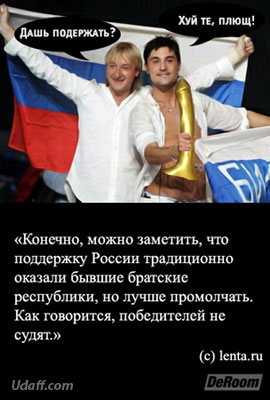 Дашь подержать?
Хуй те, плющ!
БИ
«Конечно, можно заметить, что
поддержку России традиционно
оказали бывшие братские
республики, но лучше промолчать.
Как говорится, победителей не
судят.»
(c) lenta.ru
Udaff.com
DeRoom